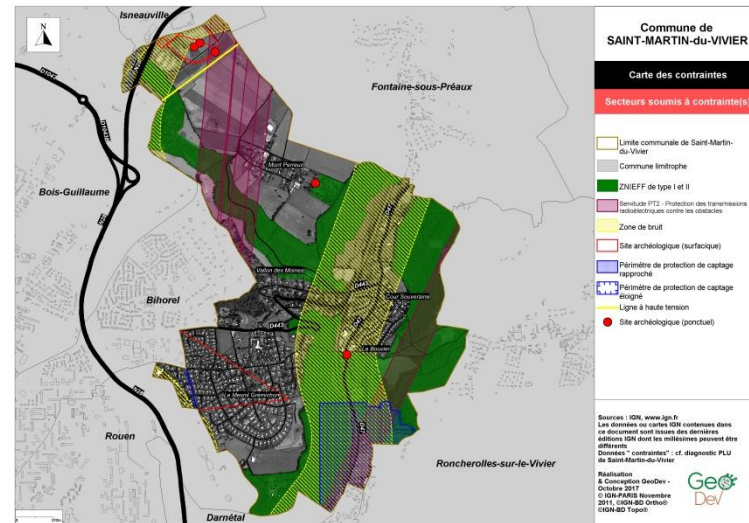 Isneauville
N
Fontaine-sous-Préaux
Bois-Guillaume
Mont Perreux
Bihorel
Vallon des Moines
Cour Souveraine
D443
D443
La Bouvier
Le Mesnil Grémichon
Rouen
Roncherolles-sur-le-Vivier
Darnétal
Commune de
SAINT-MARTIN-du-VIVIER
Carte des contraintes
Secteurs soumis à contrainte(s)
Limite communale de Saint-Martin-
du-Vivier
Commune limitrophe
ZNIEFF de type I et II
Servitude PT2 - Protection des transmissions
radioélectriques contre les obstacles
Zone de bruit
Site archéologique (surfacique)
Périmètre de protection de captage
rapproché
Périmètre de protection de captage
éloigné
Ligne à haute tension
Site archéologique (ponctuel)
Sources : IGN, www.ign.fr
Les données ou cartes IGN contenues dans
ce document sont issues des dernières
éditions IGN dont les millésimes peuvent être
différents
Données " contraintes" : cf. diagnostic PLU
de Saint-Martin-du-Vivier
Réalisation
& Conception GeoDev -
Octobre 2017
© IGN-PARIS Novembre
2011, ©IGN-BD Ortho®
©IGN-BD Topo®
Geo
Dev